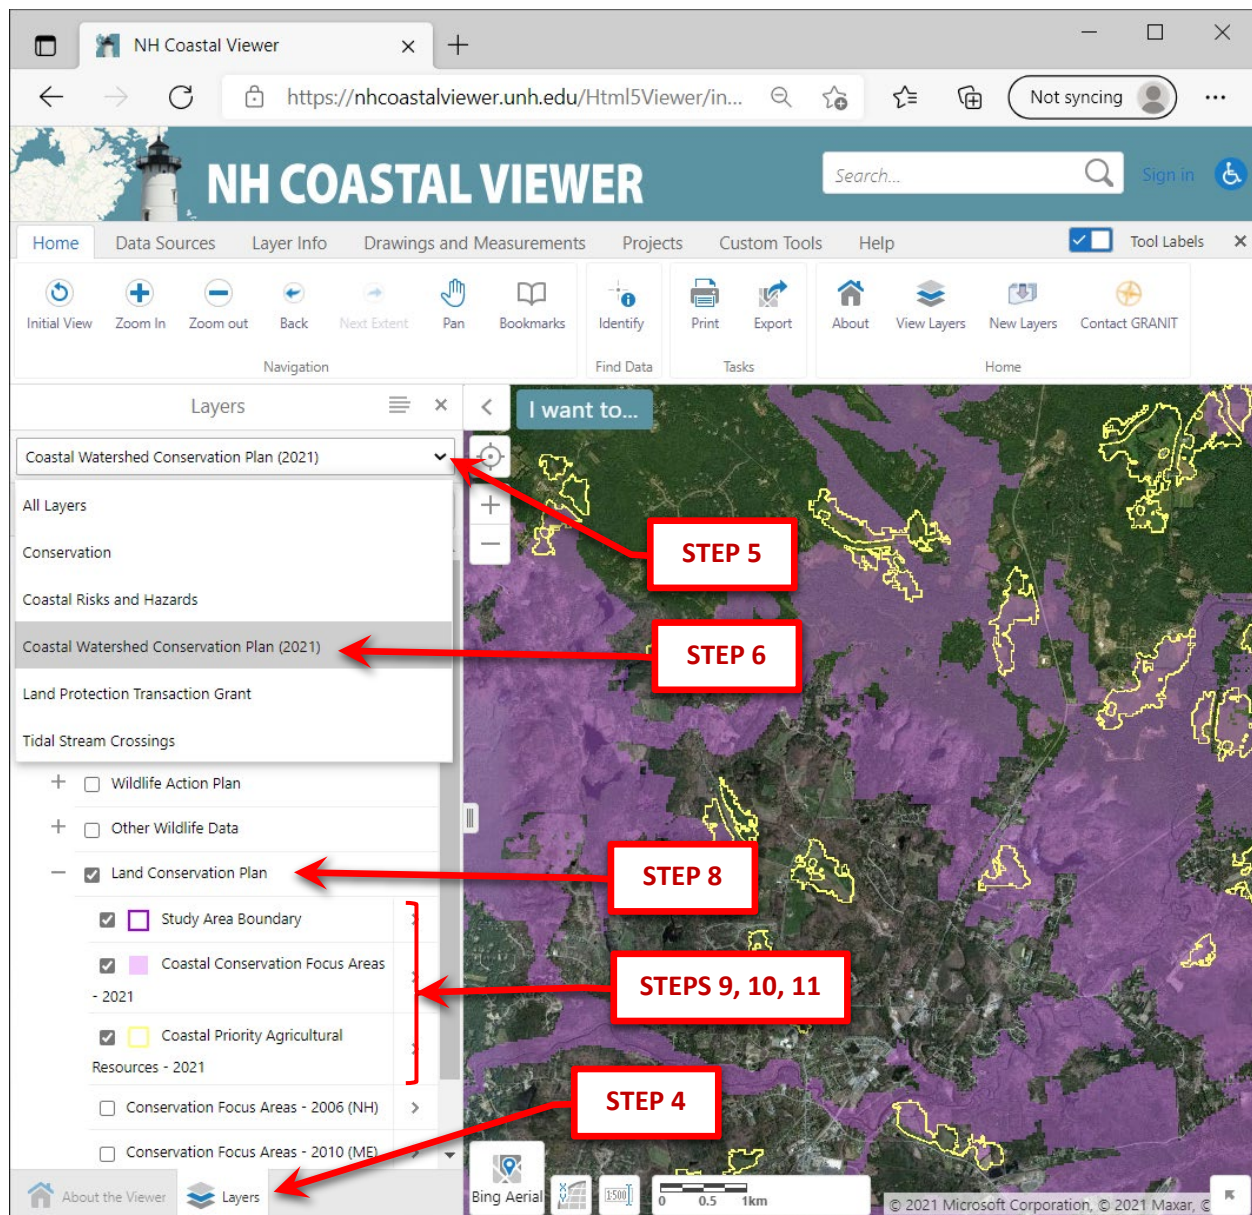 NH Coastal Viewer
https://nhcoastalviewer.unh.edu/Html5Viewer/in...
Not syncing
NH COASTAL VIEWER
Search...
Sign in
Home Data Sources Layer Info Drawings and Measurements Projects Custom Tools Help Tool Labels
Initial View Zoom In Zoom out Back Next Extent Pan Bookmarks Identify Print Export About View Layers New Layers Contact GRANIT
Navigation Find Data Tasks Home
Layers
I want to...
Coastal Watershed Conservation Plan (2021)
All Layers
Conservation
Coastal Risks and Hazards
Coastal Watershed Conservation Plan (2021)
Land Protection Transaction Grant
Tidal Stream Crossings
Wildlife Action Plan
Other Wildlife Data
Land Conservation Plan
Study Area Boundary
Coastal Conservation Focus Areas
- 2021
Coastal Priority Agricultural
Resources - 2021
Conservation Focus Areas - 2006 (NH)
Conservation Focus Areas - 2010 (ME)
About the Viewer Layers
STEP 5
STEP 6
STEP 8
STEPS 9, 10, 11
STEP 4
Bing Aerial
1:500
0 0.5 1km
© 2021 Microsoft Corporation, © 2021 Maxar, ©